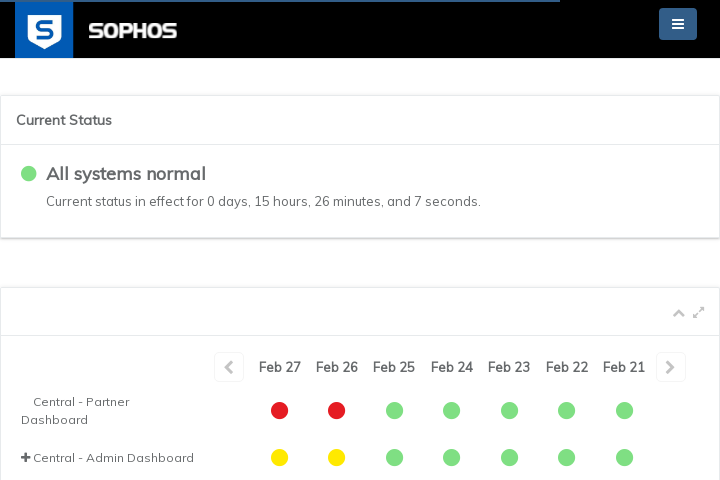 SOPHOS
Current Status
All systems normal
Current status in effect for 0 days, 15 hours, 26 minutes, and 7 seconds.
Feb 27 Feb 26 Feb 25 Feb 24 Feb 23 Feb 22 Feb 21
Central - Partner
Dashboard
Central - Admin Dashboard